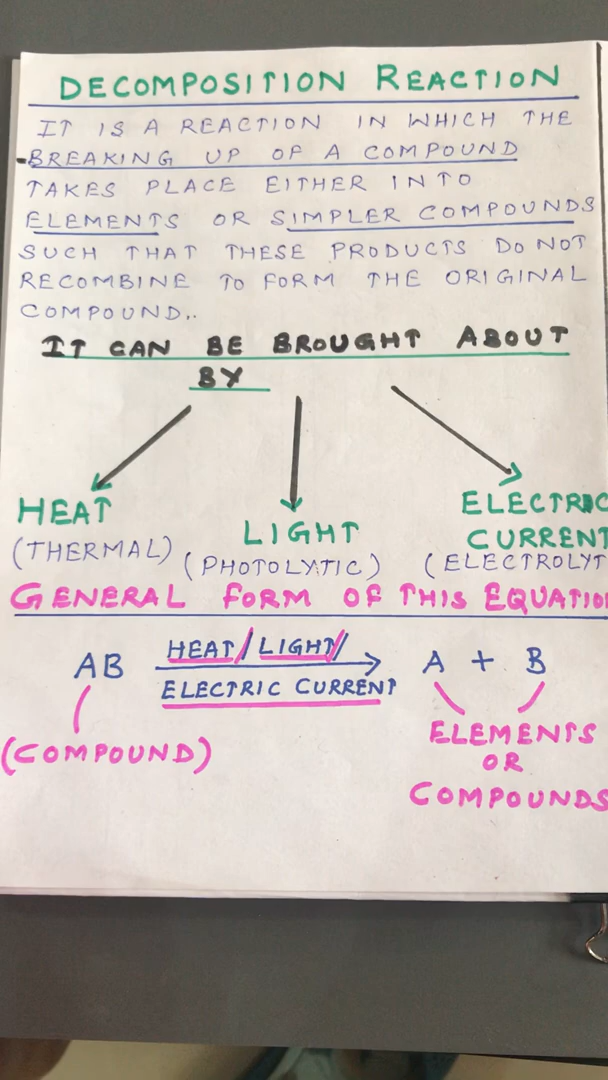 DECOMPOSITION REACTION
IT IS A REACTION IN WHICH THE
-BREAKING UP OF A COMPOUND
TAKES PLACE EITHER INTO
ELEMENTS OR SIMPLER COMPOUNDS
SUCH THAT THESE PRODUCTS DO NOT
RECOMBINE TO FORM THE ORIGINAL
COMPOUND..
IT CAN BE BROUGHT ABOUT
BY
HEAT
(THERMAL)
LIGHT
(PHOTOLYTIC)
ELECTRIC
CURRENT
(ELECTROLYT
GENERAL FORM OF THIS EQUATIO
AB HEAT/LIGHT/ A + B
ELECTRIC CURRENT
(COMPOUND)
ELEMENTS
OR
COMPOUNDS